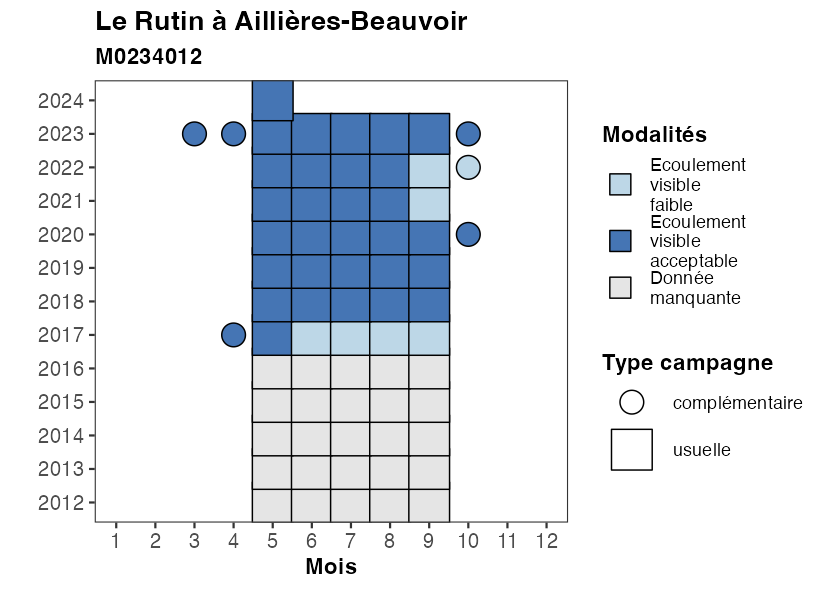 Le Rutin à Aillières-Beauvoir
M0234012
2024
2023
2022
2021
2020
2019
2018
2017
2016
2015
2014
2013
2012
1 2 3 4 5 6 7 8 9 10 11 12
Mois
Modalités
Ecoulement
visible
faible
Ecoulement
visible
acceptable
Donnée
manquante
Type campagne
complémentaire
usuelle